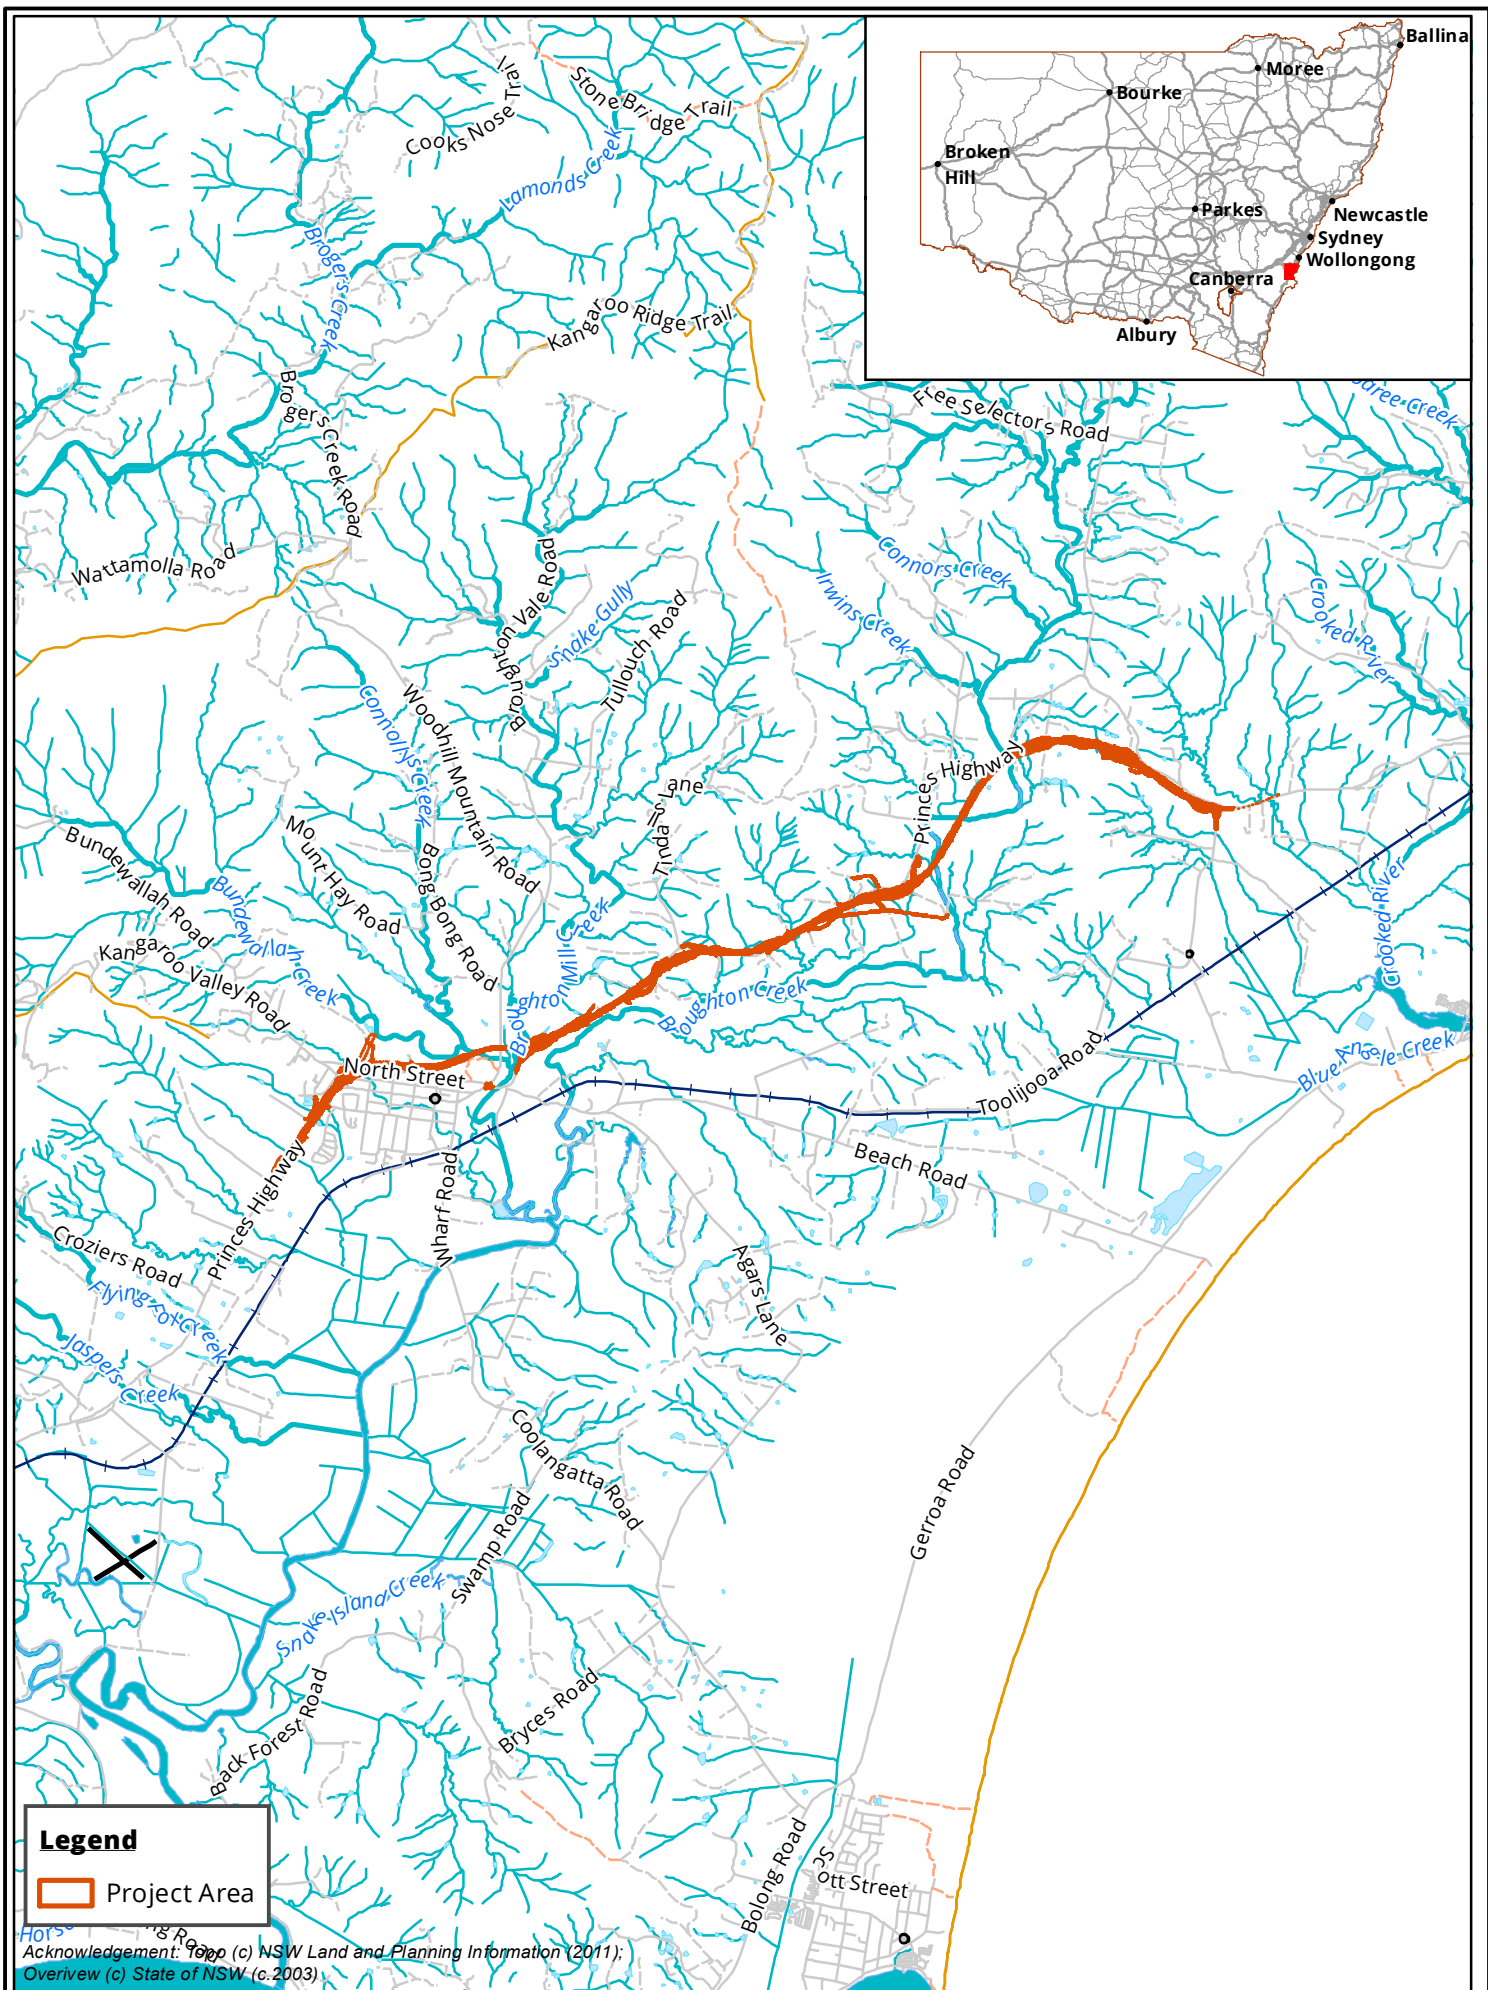 Ballina
Moree
Bourke
Broken
Hill
Parkes
Newcastle
Sydney
Wollongong
Canberra
Albury
Cooks Nose Trail
Stone Bridge Trail
Lamonds Creek
Brogers Creek
Kangaroo Ridge Trail
Brogers Creek Road
Free Selectors Road
Wattamolla Road
Connors Creek
Irwins Creek
Crooked River
Broughton Vale Road
Snake Gully
Tullouch Road
Connollys Creek
Woodhill Mountain Road
Princes Highway
Tindalls Lane
Mount Hay Road
Bong Bong Road
Bundewallah Road
Bundewallah Creek
Kangaroo Valley Road
Broughton Mill Creek
Broughton Creek
Crooked River
Blue Angle Creek
North Street
Toolijooa Road
Beach Road
Princes Highway
Wharf Road
Croziers Road
Flying Fox Creek
Jaspers Creek
Agars Lane
Coolangatta Road
Swamp Road
Gerroa Road
Snake Island Creek
Back Forest Road
Bryces Road
Bolong Road
Scott Street
Legend
Project Area
Acknowledgement: Topo (c) NSW Land and Planning Information (2011);
Overivew (c) State of NSW (c.2003)